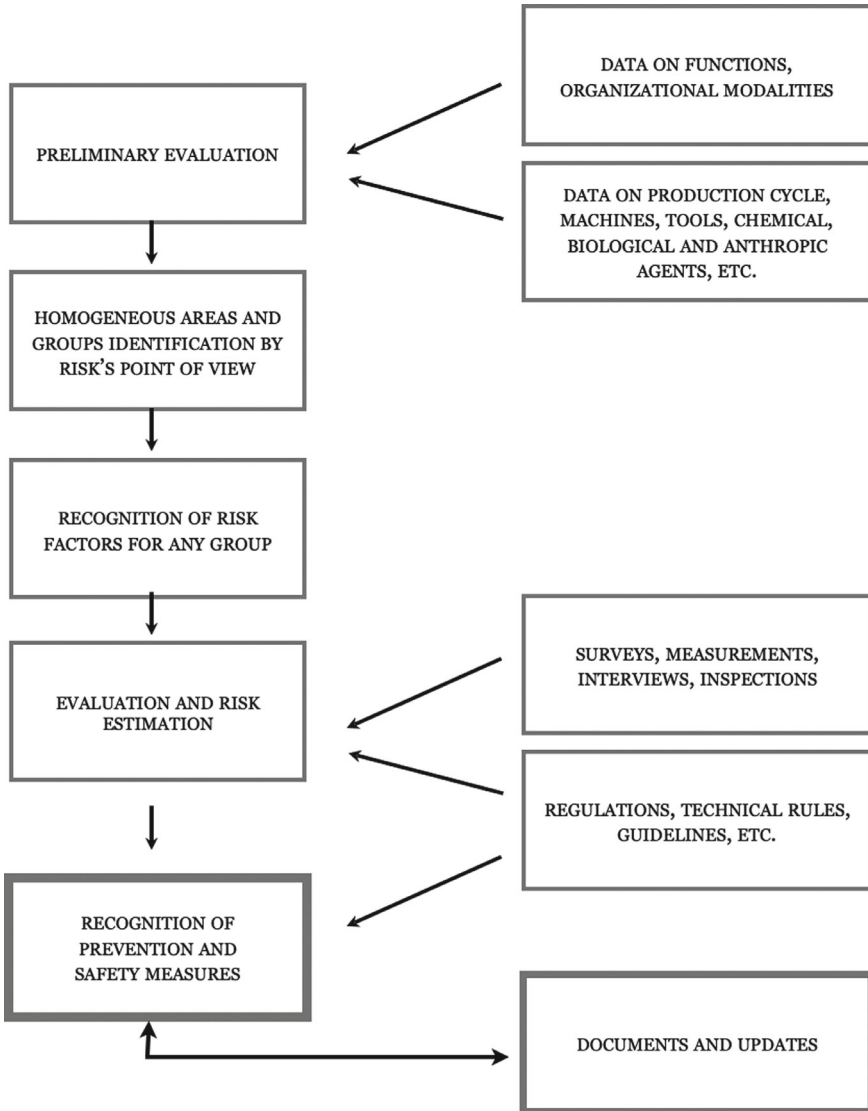 DATA ON FUNCTIONS,
ORGANIZATIONAL MODALITIES
PRELIMINARY EVALUATION
DATA ON PRODUCTION CYCLE,
MACHINES, TOOLS, CHEMICAL,
BIOLOGICAL AND ANTHROPIC
AGENTS, ETC.
HOMOGENEOUS AREAS AND
GROUPS IDENTIFICATION BY
RISK’S POINT OF VIEW
RECOGNITION OF RISK
FACTORS FOR ANY GROUP
SURVEYS, MEASUREMENTS,
INTERVIEWS, INSPECTIONS
EVALUATION AND RISK
ESTIMATION
REGULATIONS, TECHNICAL RULES,
GUIDELINES, ETC.
RECOGNITION OF
PREVENTION AND
SAFETY MEASURES
DOCUMENTS AND UPDATES